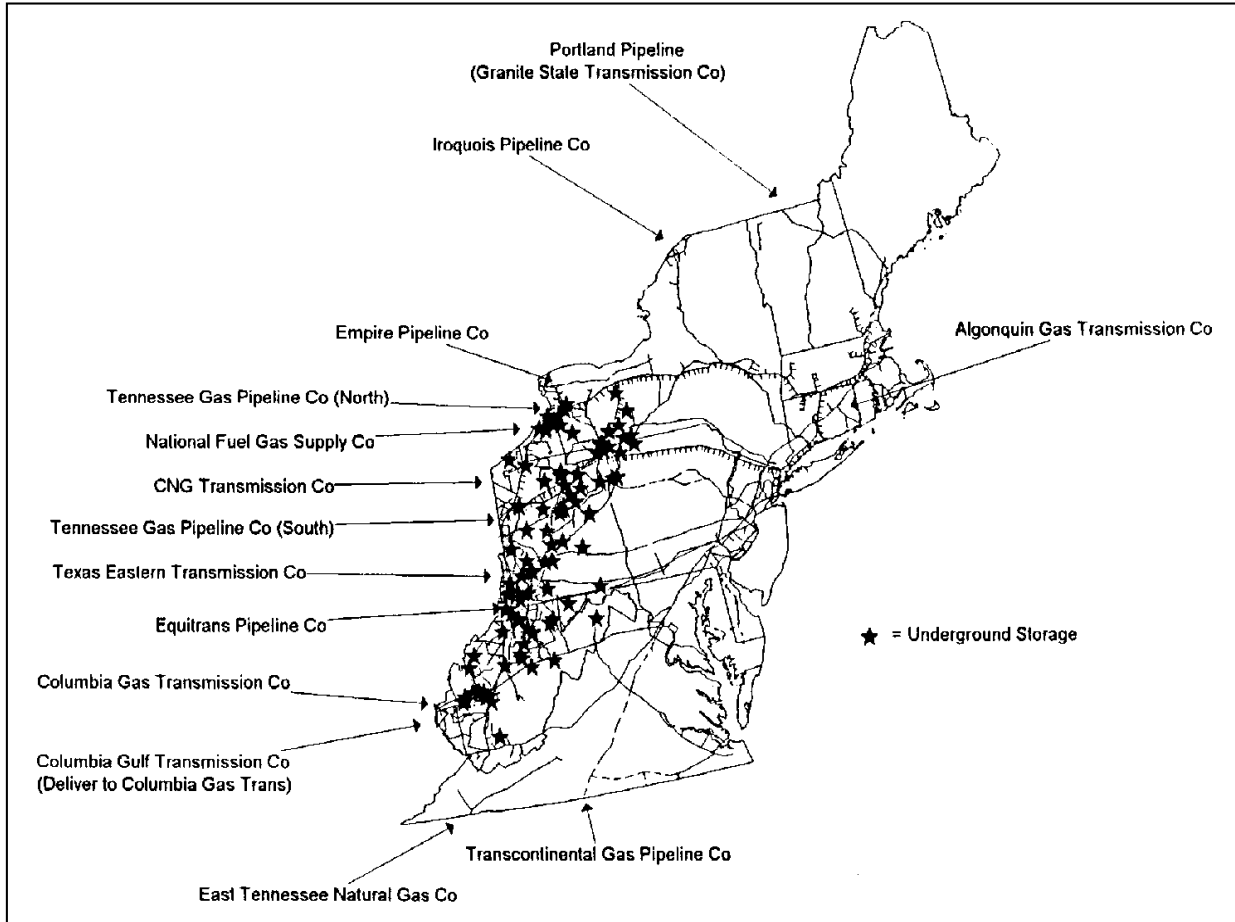 Portland Pipeline
(Granite State Transmission Co)
Iroquois Pipeline Co
Empire Pipeline Co
Algonquin Gas Transmission Co
Tennessee Gas Pipeline Co (North)
National Fuel Gas Supply Co
CNG Transmission Co
Tennessee Gas Pipeline Co (South)
Texas Eastern Transmission Co
Equitrans Pipeline Co
★ = Underground Storage
Columbia Gas Transmission Co
Columbia Gulf Transmission Co
(Deliver to Columbia Gas Trans)
Transcontinental Gas Pipeline Co
East Tennessee Natural Gas Co